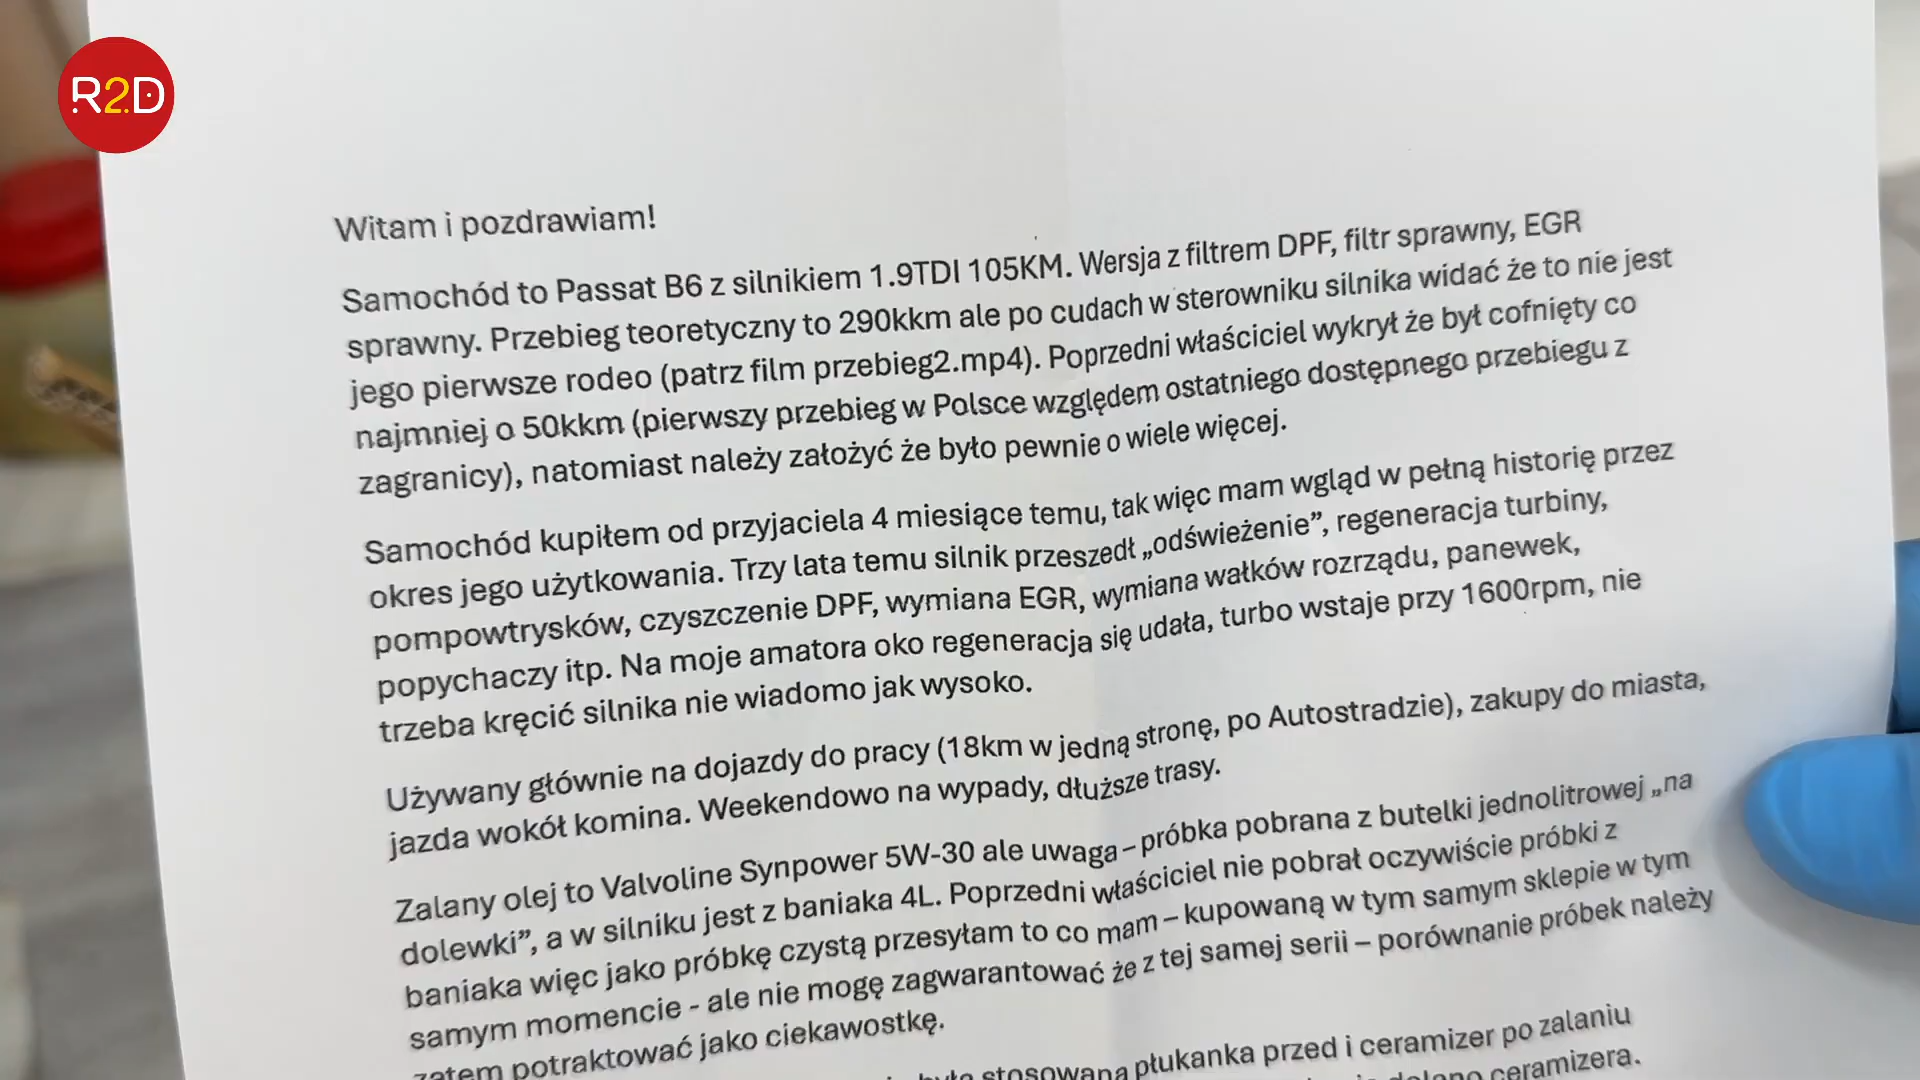 R2D
Witam i pozdrawiam!
Samochód to Passat B6 z silnikiem 1.9TDI 105KM. Wersja z filtrem DPF, filtr sprawny, EGR
sprawny. Przebieg teoretyczny to 290kkm ale po cudach w sterowniku silnika widać że to nie jest
jego pierwsze rodeo (patrz film przebieg2.mp4). Poprzedni właściciel wykrył że był cofnięty co
najmniej o 50kkm (pierwszy przebieg w Polsce względem ostatniego dostępnego przebiegu z
zagranicy), natomiast należy założyć że było pewnie o wiele więcej.
Samochód kupiłem od przyjaciela 4 miesiące temu, tak więc mam wgląd w pełną historię przez
okres jego użytkowania. Trzy lata temu silnik przeszedł „odświeżenie”, regeneracja turbiny,
pompowtrysków, czyszczenie DPF, wymiana EGR, wymiana wałków rozrządu, panewek,
popychaczy itp. Na moje amatora oko regeneracja się udała, turbo wstaje przy 1600rpm, nie
trzeba kręcić silnika nie wiadomo jak wysoko.
Używany głównie na dojazdy do pracy (18km w jedną stronę, po Autostradzie), zakupy do miasta,
jazda wokół komina. Weekendowo na wypady, dłuższe trasy.
Zalany olej to Valvoline Synpower 5W-30 ale uwaga – próbka pobrana z butelki jednolitrowej „na
dolewki”, a w silniku jest z baniaka 4L. Poprzedni właściciel nie pobrał oczywiście próbki z
baniaka więc jako próbkę czystą przesyłam to co mam – kupowaną w tym samym sklepie w tym
samym momencie - ale nie mogę zagwarantować że z tej samej serii – porównanie próbek należy
zatem potraktować jako ciekawostkę.
stosowana płukanka przed i ceramizer po zalaniu
dolano ceramizera.